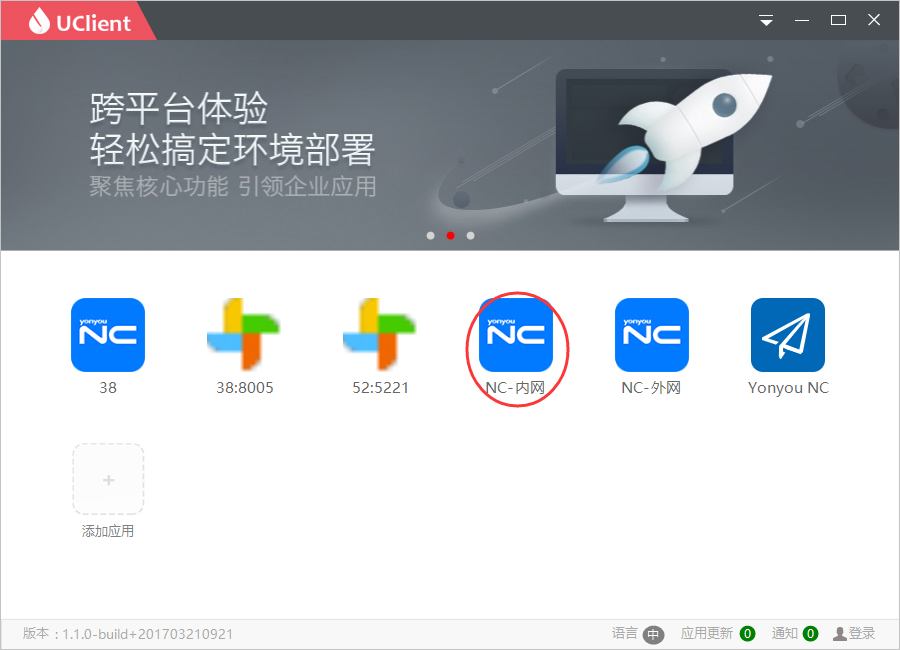 UClient
跨平台体验
轻松搞定环境部署
聚焦核心功能 引领企业应用
yonyou
NC
yonyou
NC
yonyou
NC
38
38:8005
52:5221
NC-内网
NC-外网
Yonyou NC
+
添加应用
版本 : 1.1.0-build+201703210921
语言 中 应用更新 0 通知 0 登录